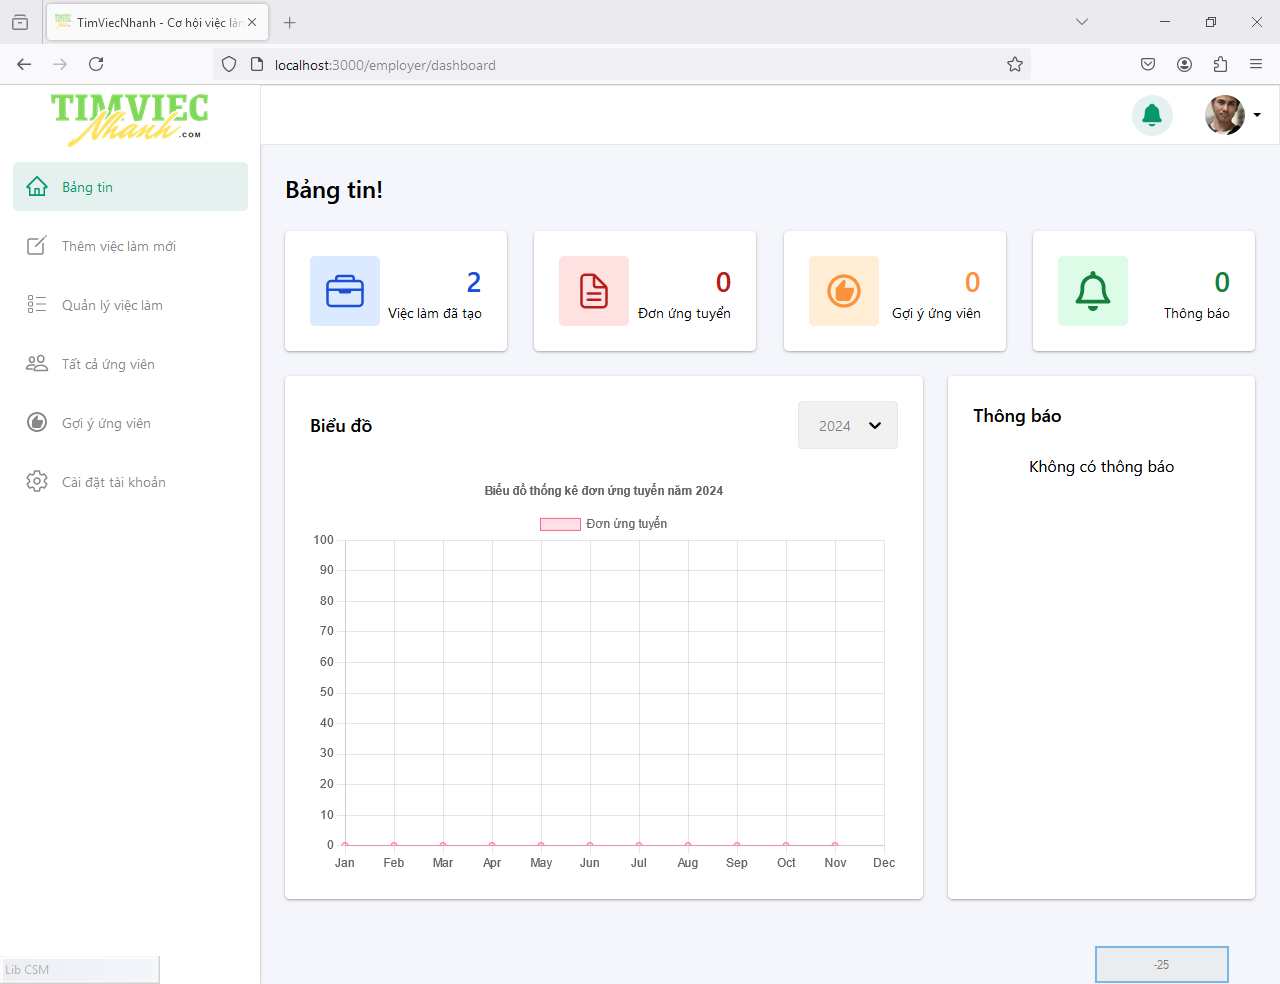 TimViecNhanh - Cơ hội việc làn
localhost:3000/employer/dashboard
TIMVIEC
Nhanh .COM
Bảng tin
Thêm việc làm mới
Quản lý việc làm
Tất cả ứng viên
Gợi ý ứng viên
Cài đặt tài khoản
Bảng tin!
2
Việc làm đã tạo
0
Đơn ứng tuyển
0
Gợi ý ứng viên
0
Thông báo
Biểu đồ
2024
Biểu đồ thống kê đơn ứng tuyển năm 2024
Đơn ứng tuyển
100
90
80
70
60
50
40
30
20
10
0
Jan Feb Mar Apr May Jun Jul Aug Sep Oct Nov Dec
Thông báo
Không có thông báo
Lib CSM
-25